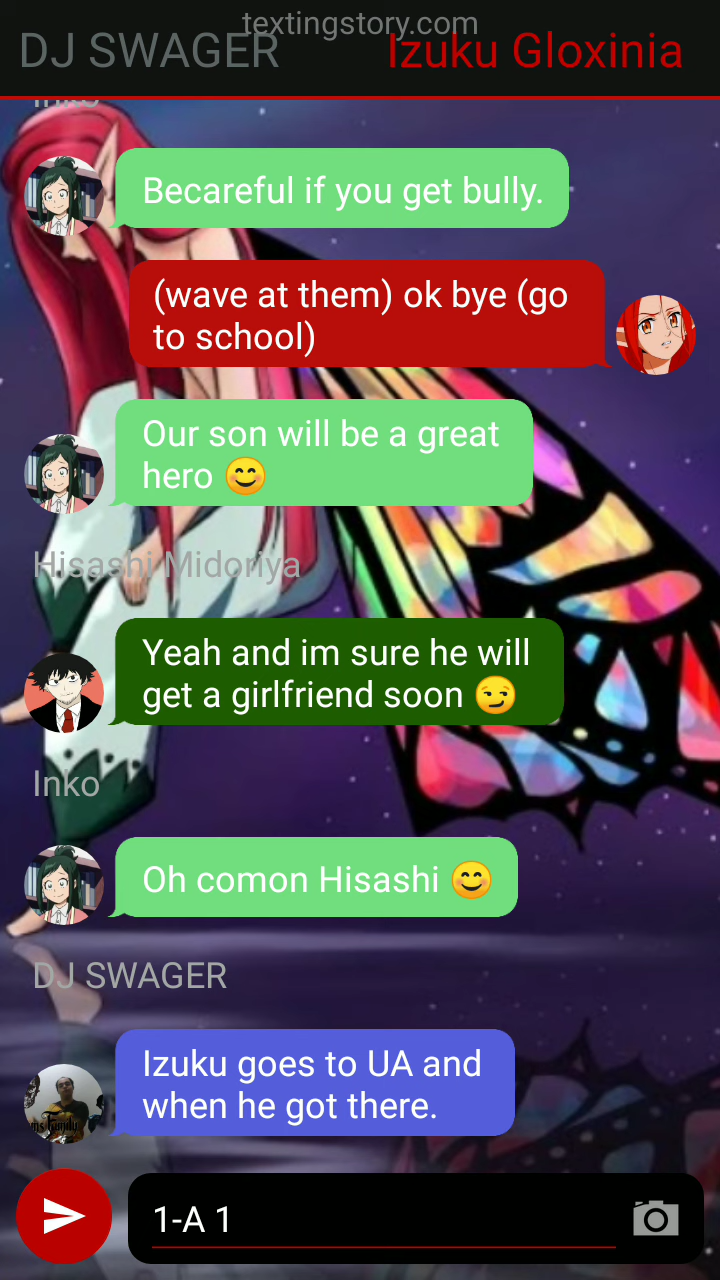 textingstory.com
DJ SWAGER
Izuku Gloxinia
Inko
Becareful if you get bully.
(wave at them) ok bye (go
to school)
Our son will be a great
hero 😊
Hisashi Midoriya
Yeah and im sure he will
get a girlfriend soon 😏
Inko
Oh comon Hisashi 😊
DJ SWAGER
Izuku goes to UA and
when he got there.
1-A 1